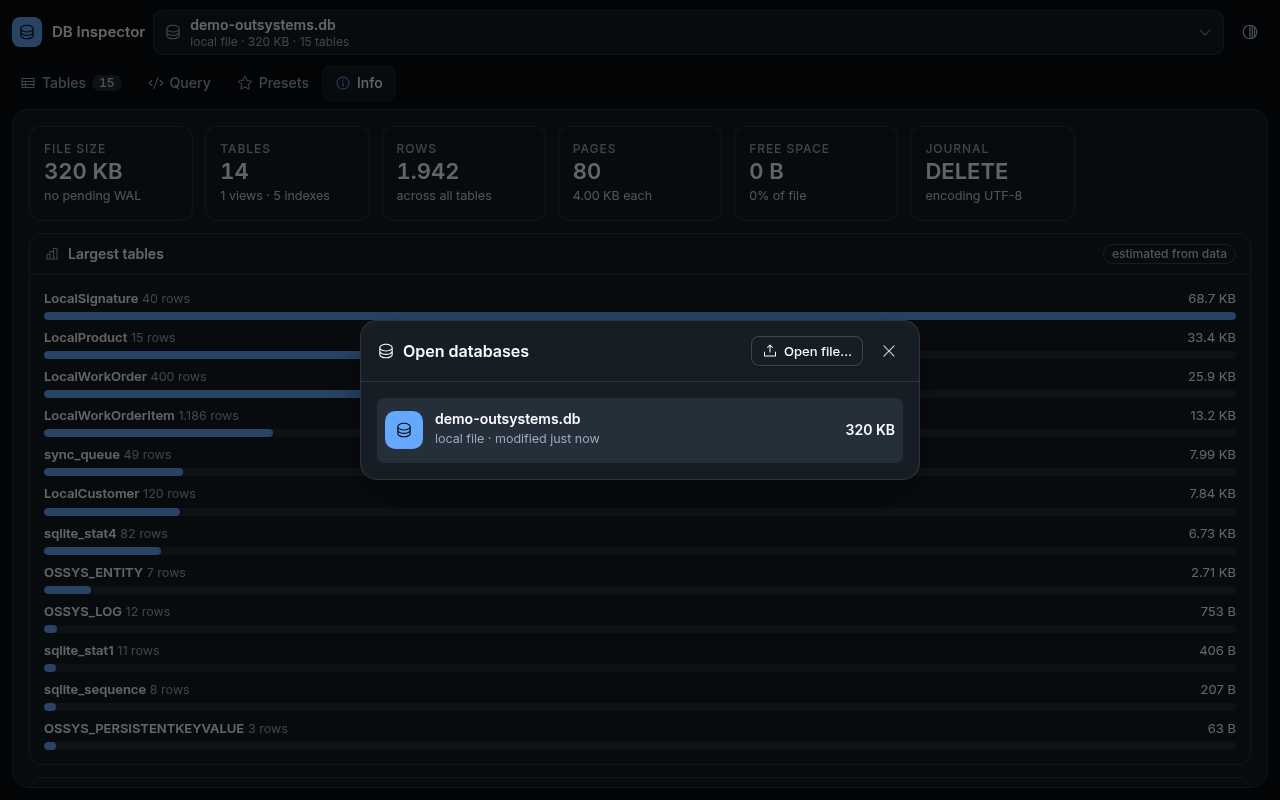 DB Inspector
demo-outsystems.db
local file · 320 KB · 15 tables
Tables 15
Query
Presets
Info
FILE SIZE
320 KB
no pending WAL
TABLES
14
1 views · 5 indexes
ROWS
1.942
across all tables
PAGES
80
4.00 KB each
FREE SPACE
0 B
0% of file
JOURNAL
DELETE
encoding UTF-8
Largest tables
estimated from data
LocalSignature 40 rows 68.7 KB
LocalProduct 15 rows 33.4 KB
LocalWorkOrder 400 rows 25.9 KB
LocalWorkOrderItem 1.186 rows 13.2 KB
sync_queue 49 rows 7.99 KB
LocalCustomer 120 rows 7.84 KB
sqlite_stat4 82 rows 6.73 KB
OSSYS_ENTITY 7 rows 2.71 KB
OSSYS_LOG 12 rows 753 B
sqlite_stat1 11 rows 406 B
sqlite_sequence 8 rows 207 B
OSSYS_PERSISTENTKEYVALUE 3 rows 63 B
Open databases
Open file...
demo-outsystems.db
local file · modified just now
320 KB